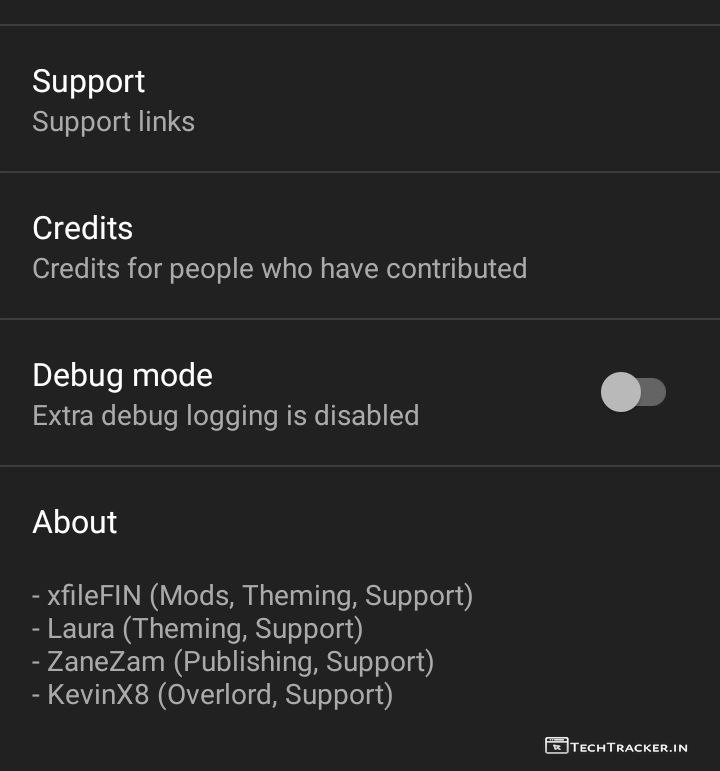 Support
Support links
Credits
Credits for people who have contributed
Debug mode
Extra debug logging is disabled
About
- xfileFIN (Mods, Theming, Support)
- Laura (Theming, Support)
- ZaneZam (Publishing, Support)
- KevinX8 (Overlord, Support)
TECHTRACKER.IN